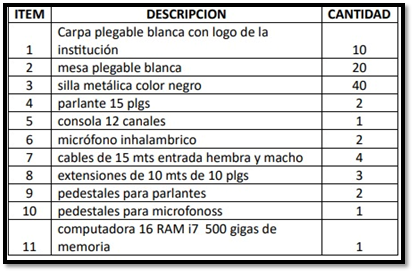 ITEM DESCRIPCION CANTIDAD
Carpa plegable blanca con logo de la
1 institución 10
2 mesa plegable blanca 20
3 silla metálica color negro 40
4 parlante 15 plgs 2
5 consola 12 canales 1
6 micrófono inhalambrico 2
7 cables de 15 mts entrada hembra y macho 4
8 extensiones de 10 mts de 10 plgs 3
9 pedestales para parlantes 2
10 pedestales para microfonoss 1
computadora 16 RAM i7 500 gigas de
11 memoria 1